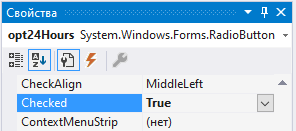 Свойства
opt24Hours System.Windows.Forms.RadioButton
CheckAlign MiddleLeft
Checked True
ContextMenuStrip (нет)